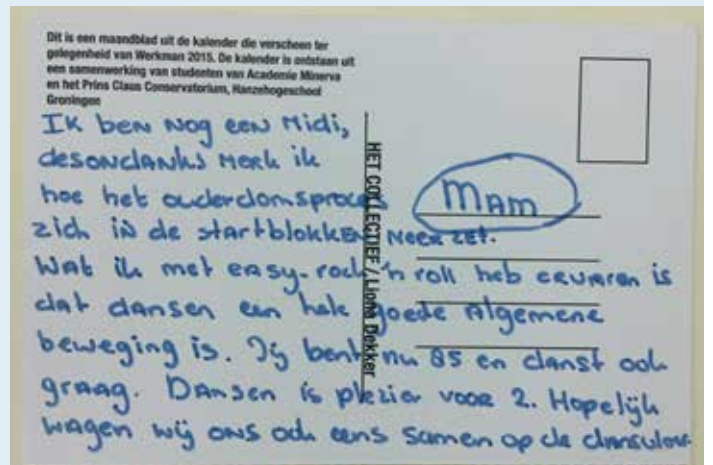 Dit is een maandblad uit de kalender die verscheen ter
gelegenheid van Werkman 2015. De kalender is ontstaan uit
een samenwerking van studenten van Academie Minerva
en het Prins Claus Conservatorium, Hanzehogeschool
Groningen
Ik ben nog een Midi,
desondanks merk ik
hoe het ouderdomsproces
zich in de startblokken neerzet.
Wat ik met easy-rock 'n roll heb ervaren is
dat dansen een hele goede Algemene
beweging is. Jij bent nu 85 en danst ook
graag. Dansen is plezier voor 2. Hopelijk
wagen wij ons ook eens samen op de dansvloer
HET COLLECTIEF / Liona Dekker
Mam